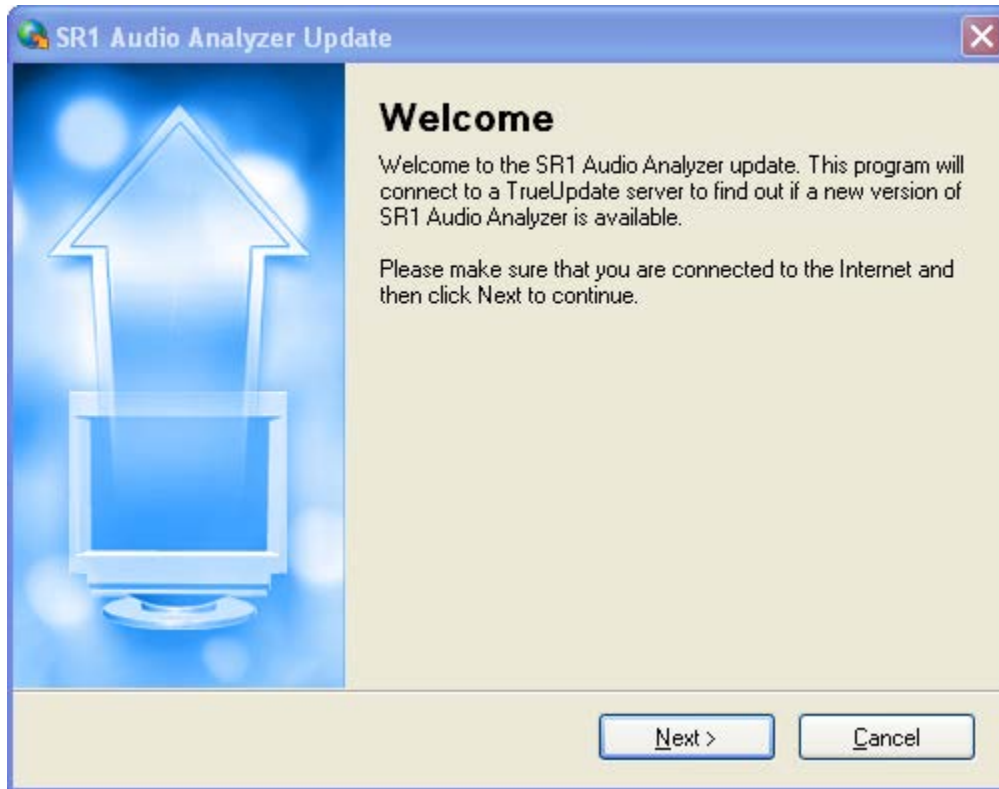 SR1 Audio Analyzer Update
Welcome
Welcome to the SR1 Audio Analyzer update. This program will
connect to a TrueUpdate server to find out if a new version of
SR1 Audio Analyzer is available.
Please make sure that you are connected to the Internet and
then click Next to continue.
Next >
Cancel